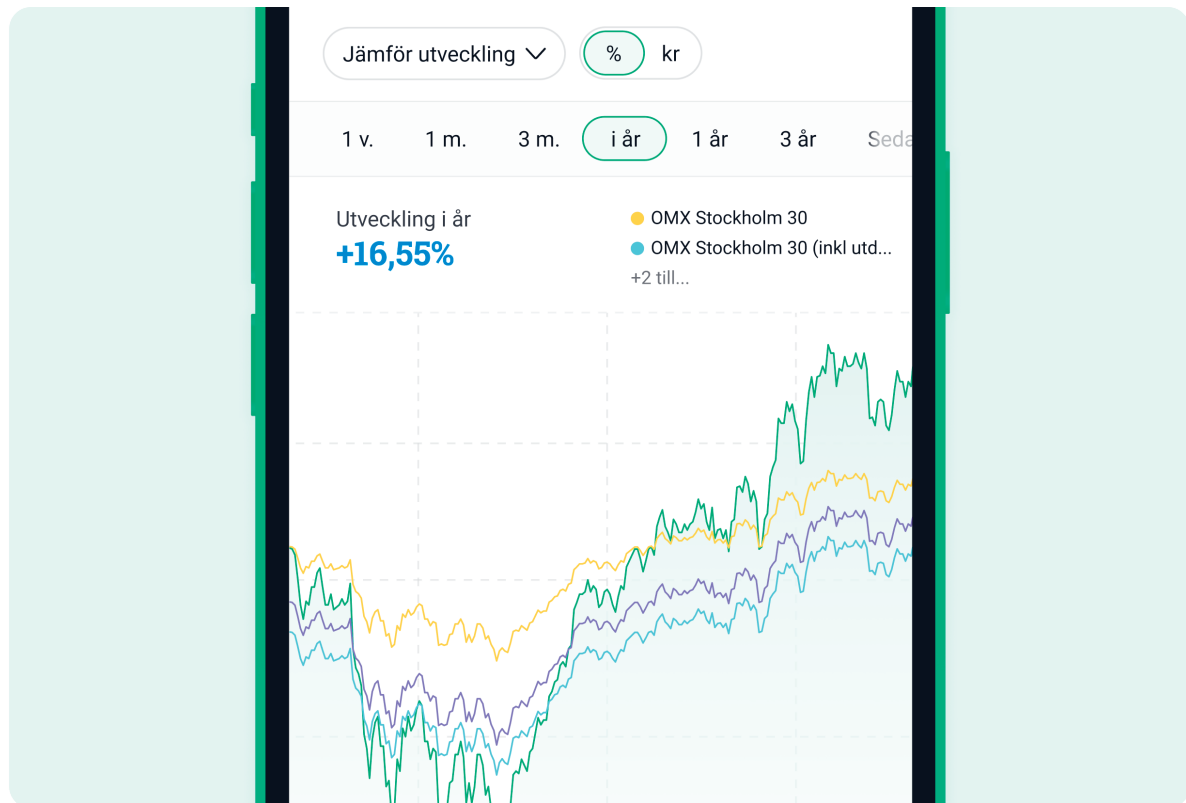 Jämför utveckling % kr
1 v. 1 m. 3 m. i år 1 år 3 år Seda
Utveckling i år
+16,55%
OMX Stockholm 30
OMX Stockholm 30 (inkl utd...
+2 till...